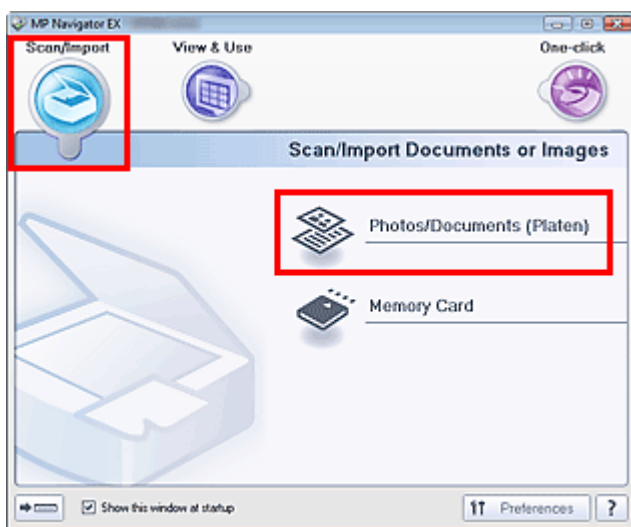 MP Navigator EX
Scan/Import
View & Use
One-click
Scan/Import Documents or Images
Photos/Documents (Platen)
Memory Card
Show this window at startup
Preferences
?